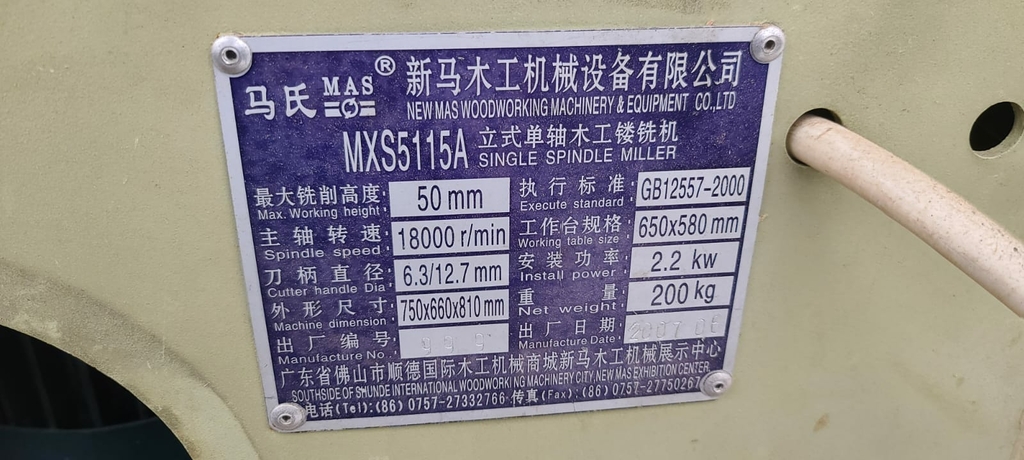 马氏 MAS ® 新马木工机械设备有限公司
NEW MAS WOODWORKING MACHINERY & EQUIPMENT CO.,LTD
MXS5115A 立式单轴木工镂铣机
SINGLE SPINDLE MILLER
最大铣削高度 50 mm 执行标准 GB12557-2000
Max. Working height Execute standard
主轴转速 18000 r/min 工作台规格 650x580 mm
Spindle speed Working table size
刀柄直径 6.3/12.7 mm 安装功率 2.2 kw
Cutter handle Dia Install power
外形尺寸 750x660x810 mm 重量 200 kg
Machine dimension Net weight
出厂编号 出厂日期 2007
Manufacture No. Manufacture Date
广东省佛山市顺德国际木工机械商城新马木工机械展示中心
SOUTHSIDE OF SHUNDE INTERNATIONAL WOODWORKING MACHINERY CITY, NEW MAS EXHIBITION CENTER
电话(Tel):(86) 0757-27332766 传真(Fax):(86) 0757-2775026